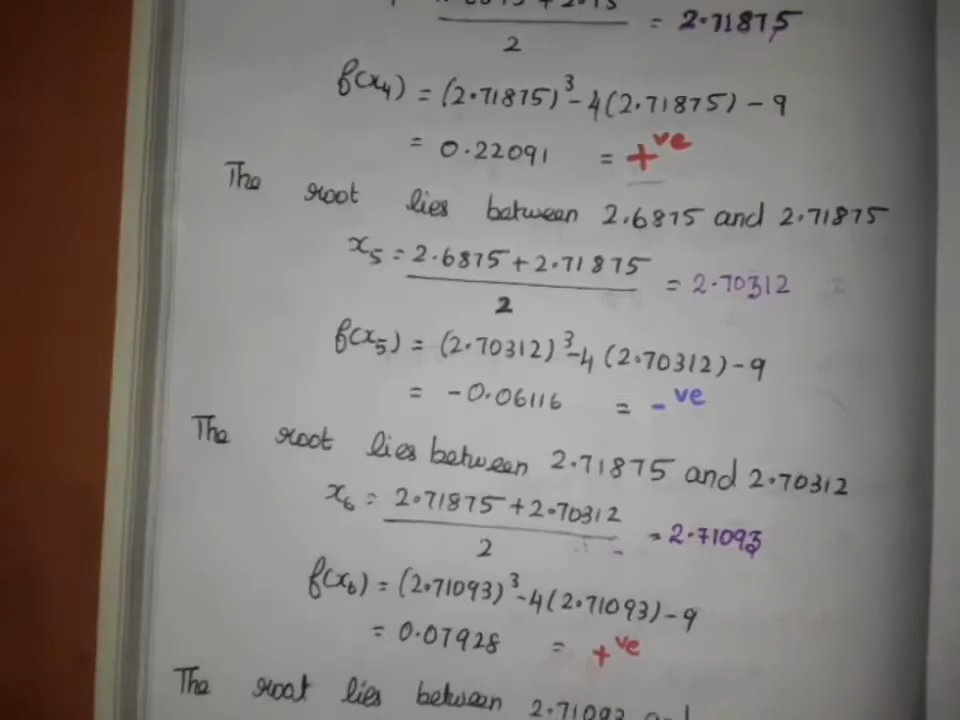 2 = 2.71875
f(x₄) = (2.71875)³ - 4(2.71875) - 9
= 0.22091 = +ve
The root lies between 2.6875 and 2.71875
x₅ = 2.6875 + 2.71875 = 2.70312
2
f(x₅) = (2.70312)³ - 4(2.70312) - 9
= -0.06116 = -ve
The root lies between 2.71875 and 2.70312
x₆ = 2.71875 + 2.70312 = 2.71093
2
f(x₆) = (2.71093)³ - 4(2.71093) - 9
= 0.07928 = +ve
The root lies between 2.71093 and